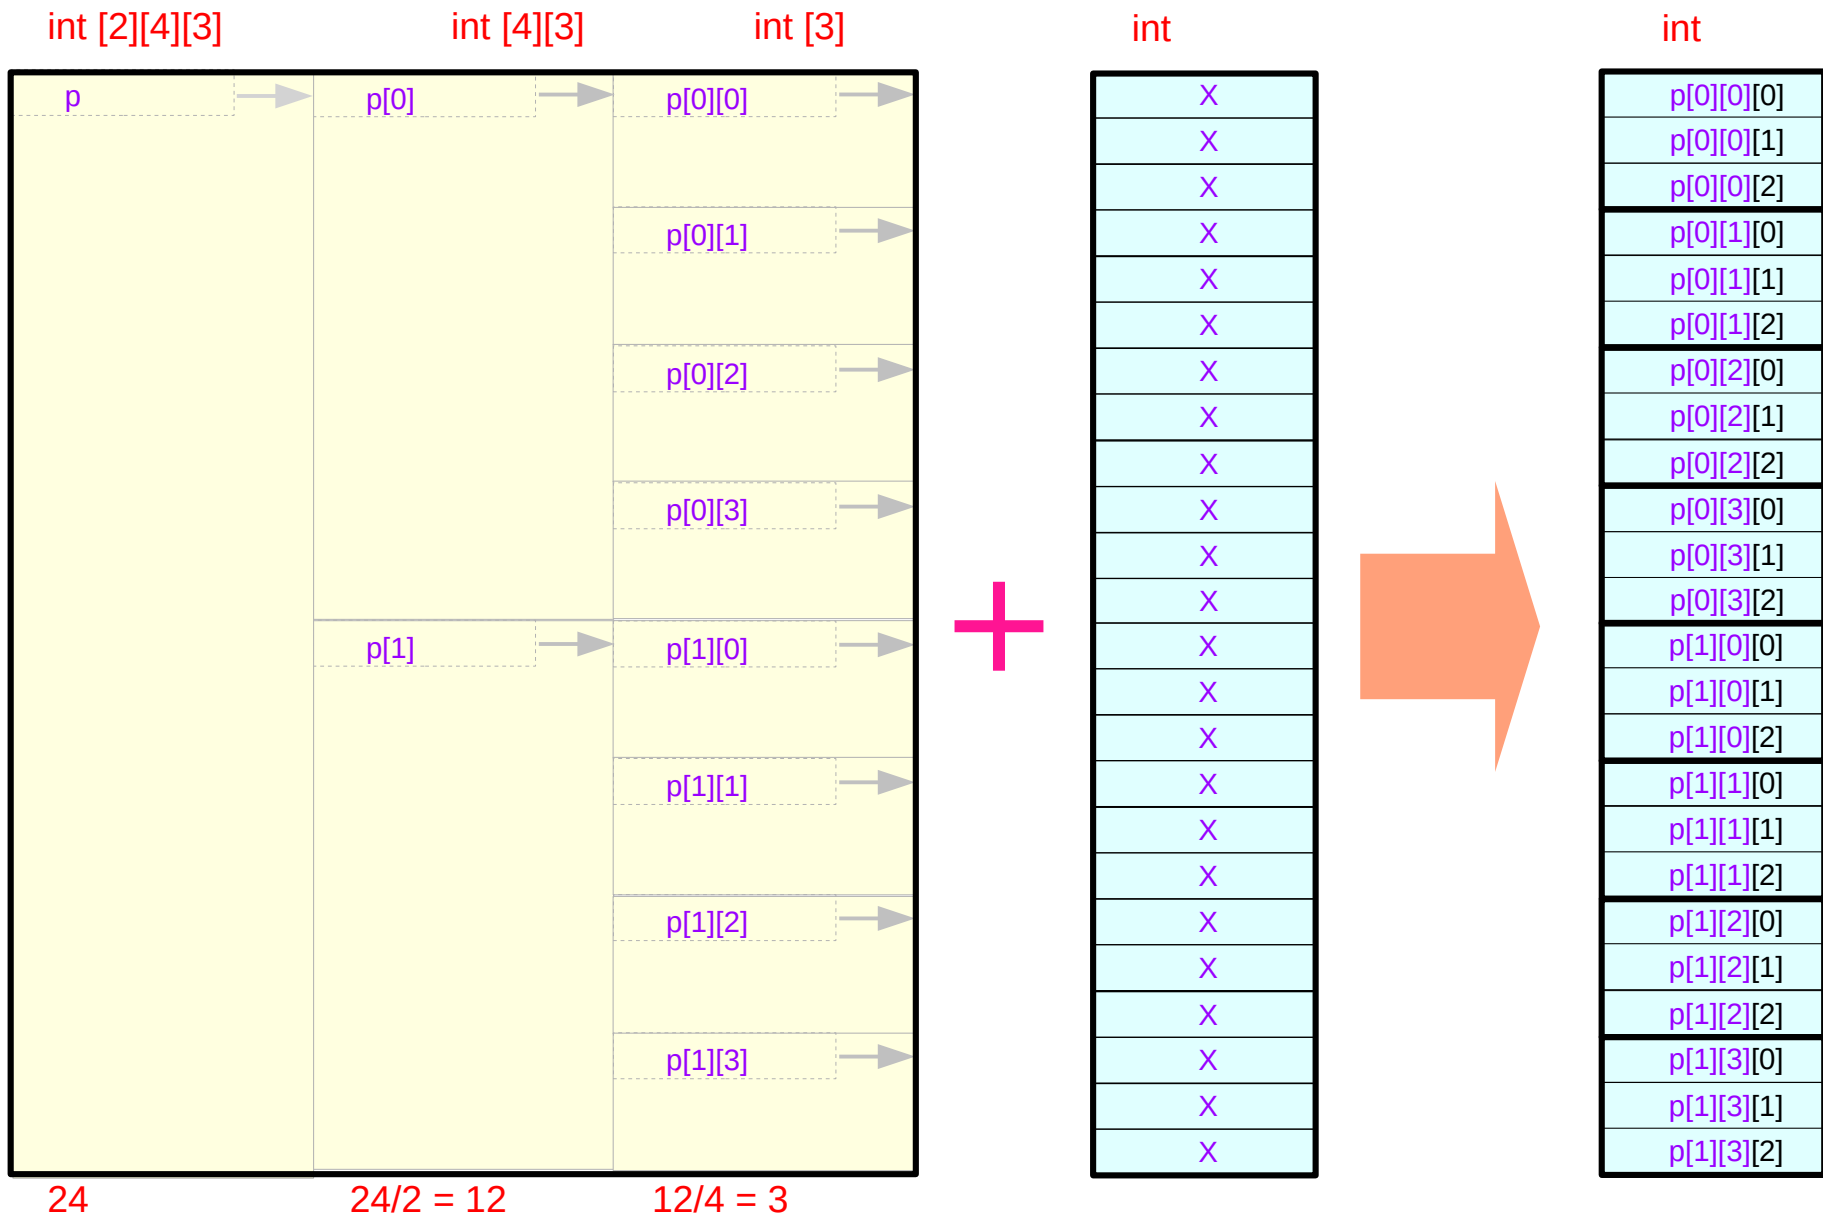 int [2][4][3] int [4][3] int [3] int int
p p[0] p[0][0] X p[0][0][0]
X p[0][0][1]
X p[0][0][2]
p[0][1] X p[0][1][0]
X p[0][1][1]
X p[0][1][2]
p[0][2] X p[0][2][0]
X p[0][2][1]
X p[0][2][2]
p[0][3] X p[0][3][0]
X p[0][3][1]
X p[0][3][2]
p[1] p[1][0] X p[1][0][0]
X p[1][0][1]
X p[1][0][2]
p[1][1] X p[1][1][0]
X p[1][1][1]
X p[1][1][2]
p[1][2] X p[1][2][0]
X p[1][2][1]
X p[1][2][2]
p[1][3] X p[1][3][0]
X p[1][3][1]
X p[1][3][2]
24 24/2 = 12 12/4 = 3